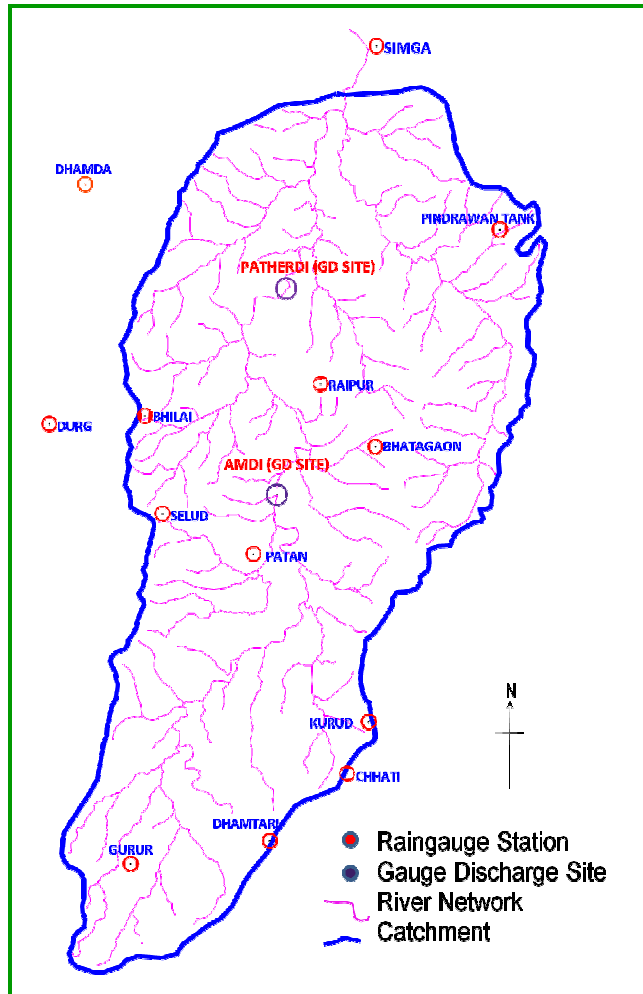 SIMGA
DHAMDA
PINDRAWAN TANK
PATHERDI (GD SITE)
RAIPUR
BHILAI
DURG
BHATAGAON
AMDI (GD SITE)
SELUD
PATAN
N
KURUD
CHHATI
DHAMTARI
GURUR
Raingauge Station
Gauge Discharge Site
River Network
Catchment